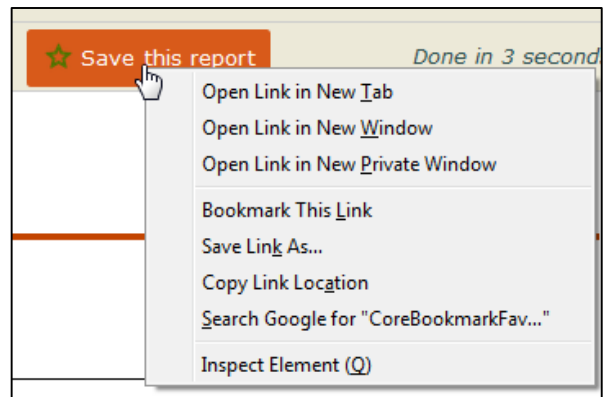 Save this report
Done in 3 second
Open Link in New Tab
Open Link in New Window
Open Link in New Private Window
Bookmark This Link
Save Link As...
Copy Link Location
Search Google for "CoreBookmarkFav..."
Inspect Element (Q)